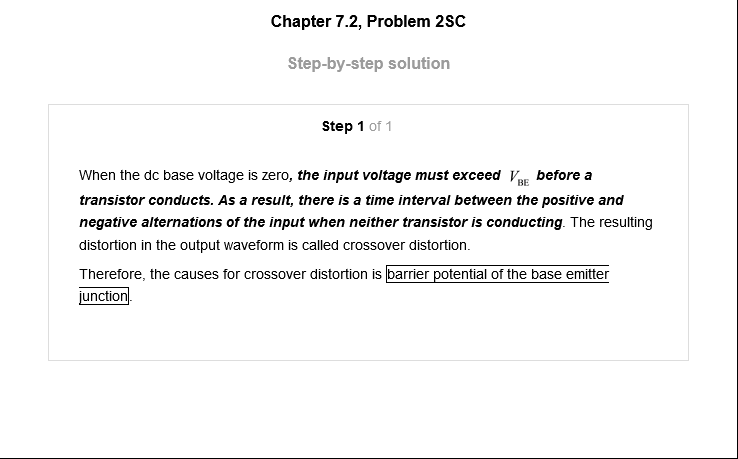 Chapter 7.2, Problem 2SC
Step-by-step solution
Step 1 of 1
When the dc base voltage is zero, the input voltage must exceed V_BE before a
transistor conducts. As a result, there is a time interval between the positive and
negative alternations of the input when neither transistor is conducting. The resulting
distortion in the output waveform is called crossover distortion.
Therefore, the causes for crossover distortion is barrier potential of the base emitter
junction.